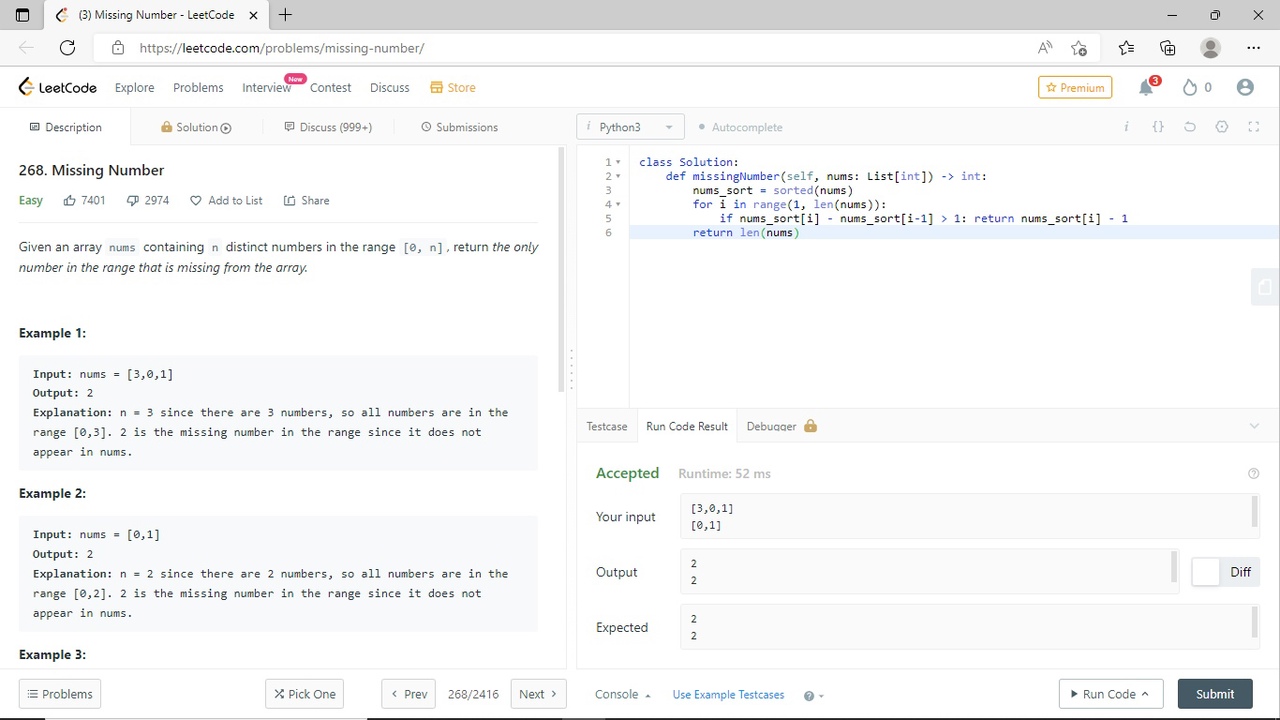 (3) Missing Number - LeetCode
https://leetcode.com/problems/missing-number/
LeetCode Explore Problems Interview New Contest Discuss Store Premium 3 0
Description Solution Discuss (999+) Submissions
268. Missing Number
Easy 7401 2974 Add to List Share
Given an array nums containing n distinct numbers in the range [0, n], return the only
number in the range that is missing from the array.
Example 1:
Input: nums = [3,0,1]
Output: 2
Explanation: n = 3 since there are 3 numbers, so all numbers are in the
range [0,3]. 2 is the missing number in the range since it does not
appear in nums.
Example 2:
Input: nums = [0,1]
Output: 2
Explanation: n = 2 since there are 2 numbers, so all numbers are in the
range [0,2]. 2 is the missing number in the range since it does not
appear in nums.
Example 3:
Problems Pick One Prev 268/2416 Next
i Python3 Autocomplete i {}
1 class Solution:
2 def missingNumber(self, nums: List[int]) -> int:
3 nums_sort = sorted(nums)
4 for i in range(1, len(nums)):
5 if nums_sort[i] - nums_sort[i-1] > 1: return nums_sort[i] - 1
6 return len(nums)
Testcase Run Code Result Debugger
Accepted Runtime: 52 ms
Your input
[3,0,1]
[0,1]
Output
2
2
Diff
Expected
2
2
Console Use Example Testcases Run Code Submit